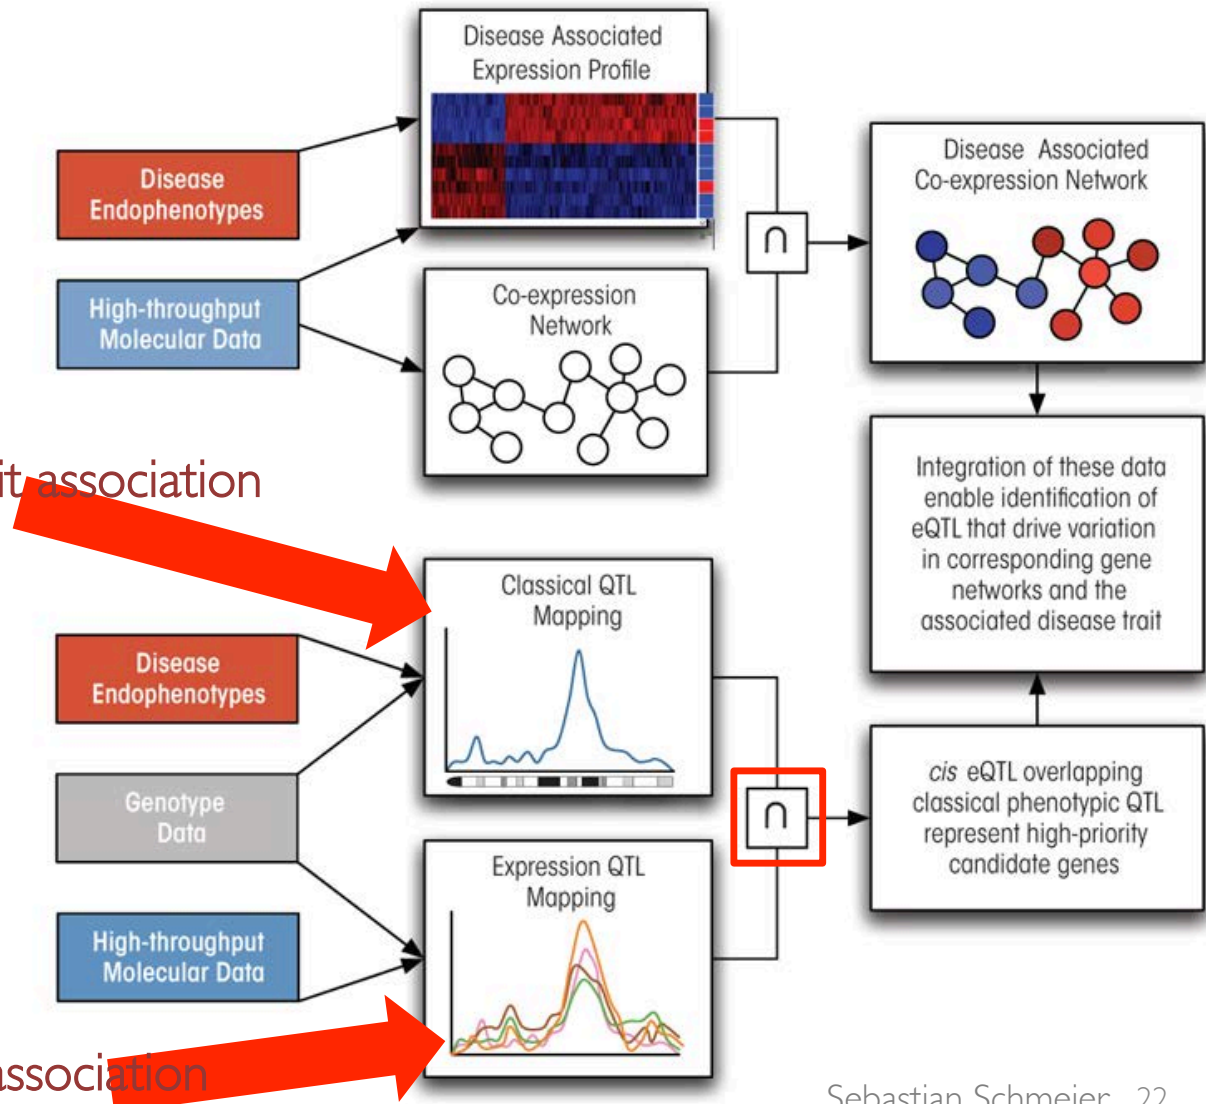 Disease Associated
Expression Profile
Disease
Endophenotypes
High-throughput
Molecular Data
Co-expression
Network
∩
Disease Associated
Co-expression Network
Integration of these data
enable identification of
eQTL that drive variation
in corresponding gene
networks and the
associated disease trait
association
Classical QTL
Mapping
Disease
Endophenotypes
Genotype
Data
High-throughput
Molecular Data
Expression QTL
Mapping
∩
cis eQTL overlapping
classical phenotypic QTL
represent high-priority
candidate genes
association
Sebastian Schmeier 22